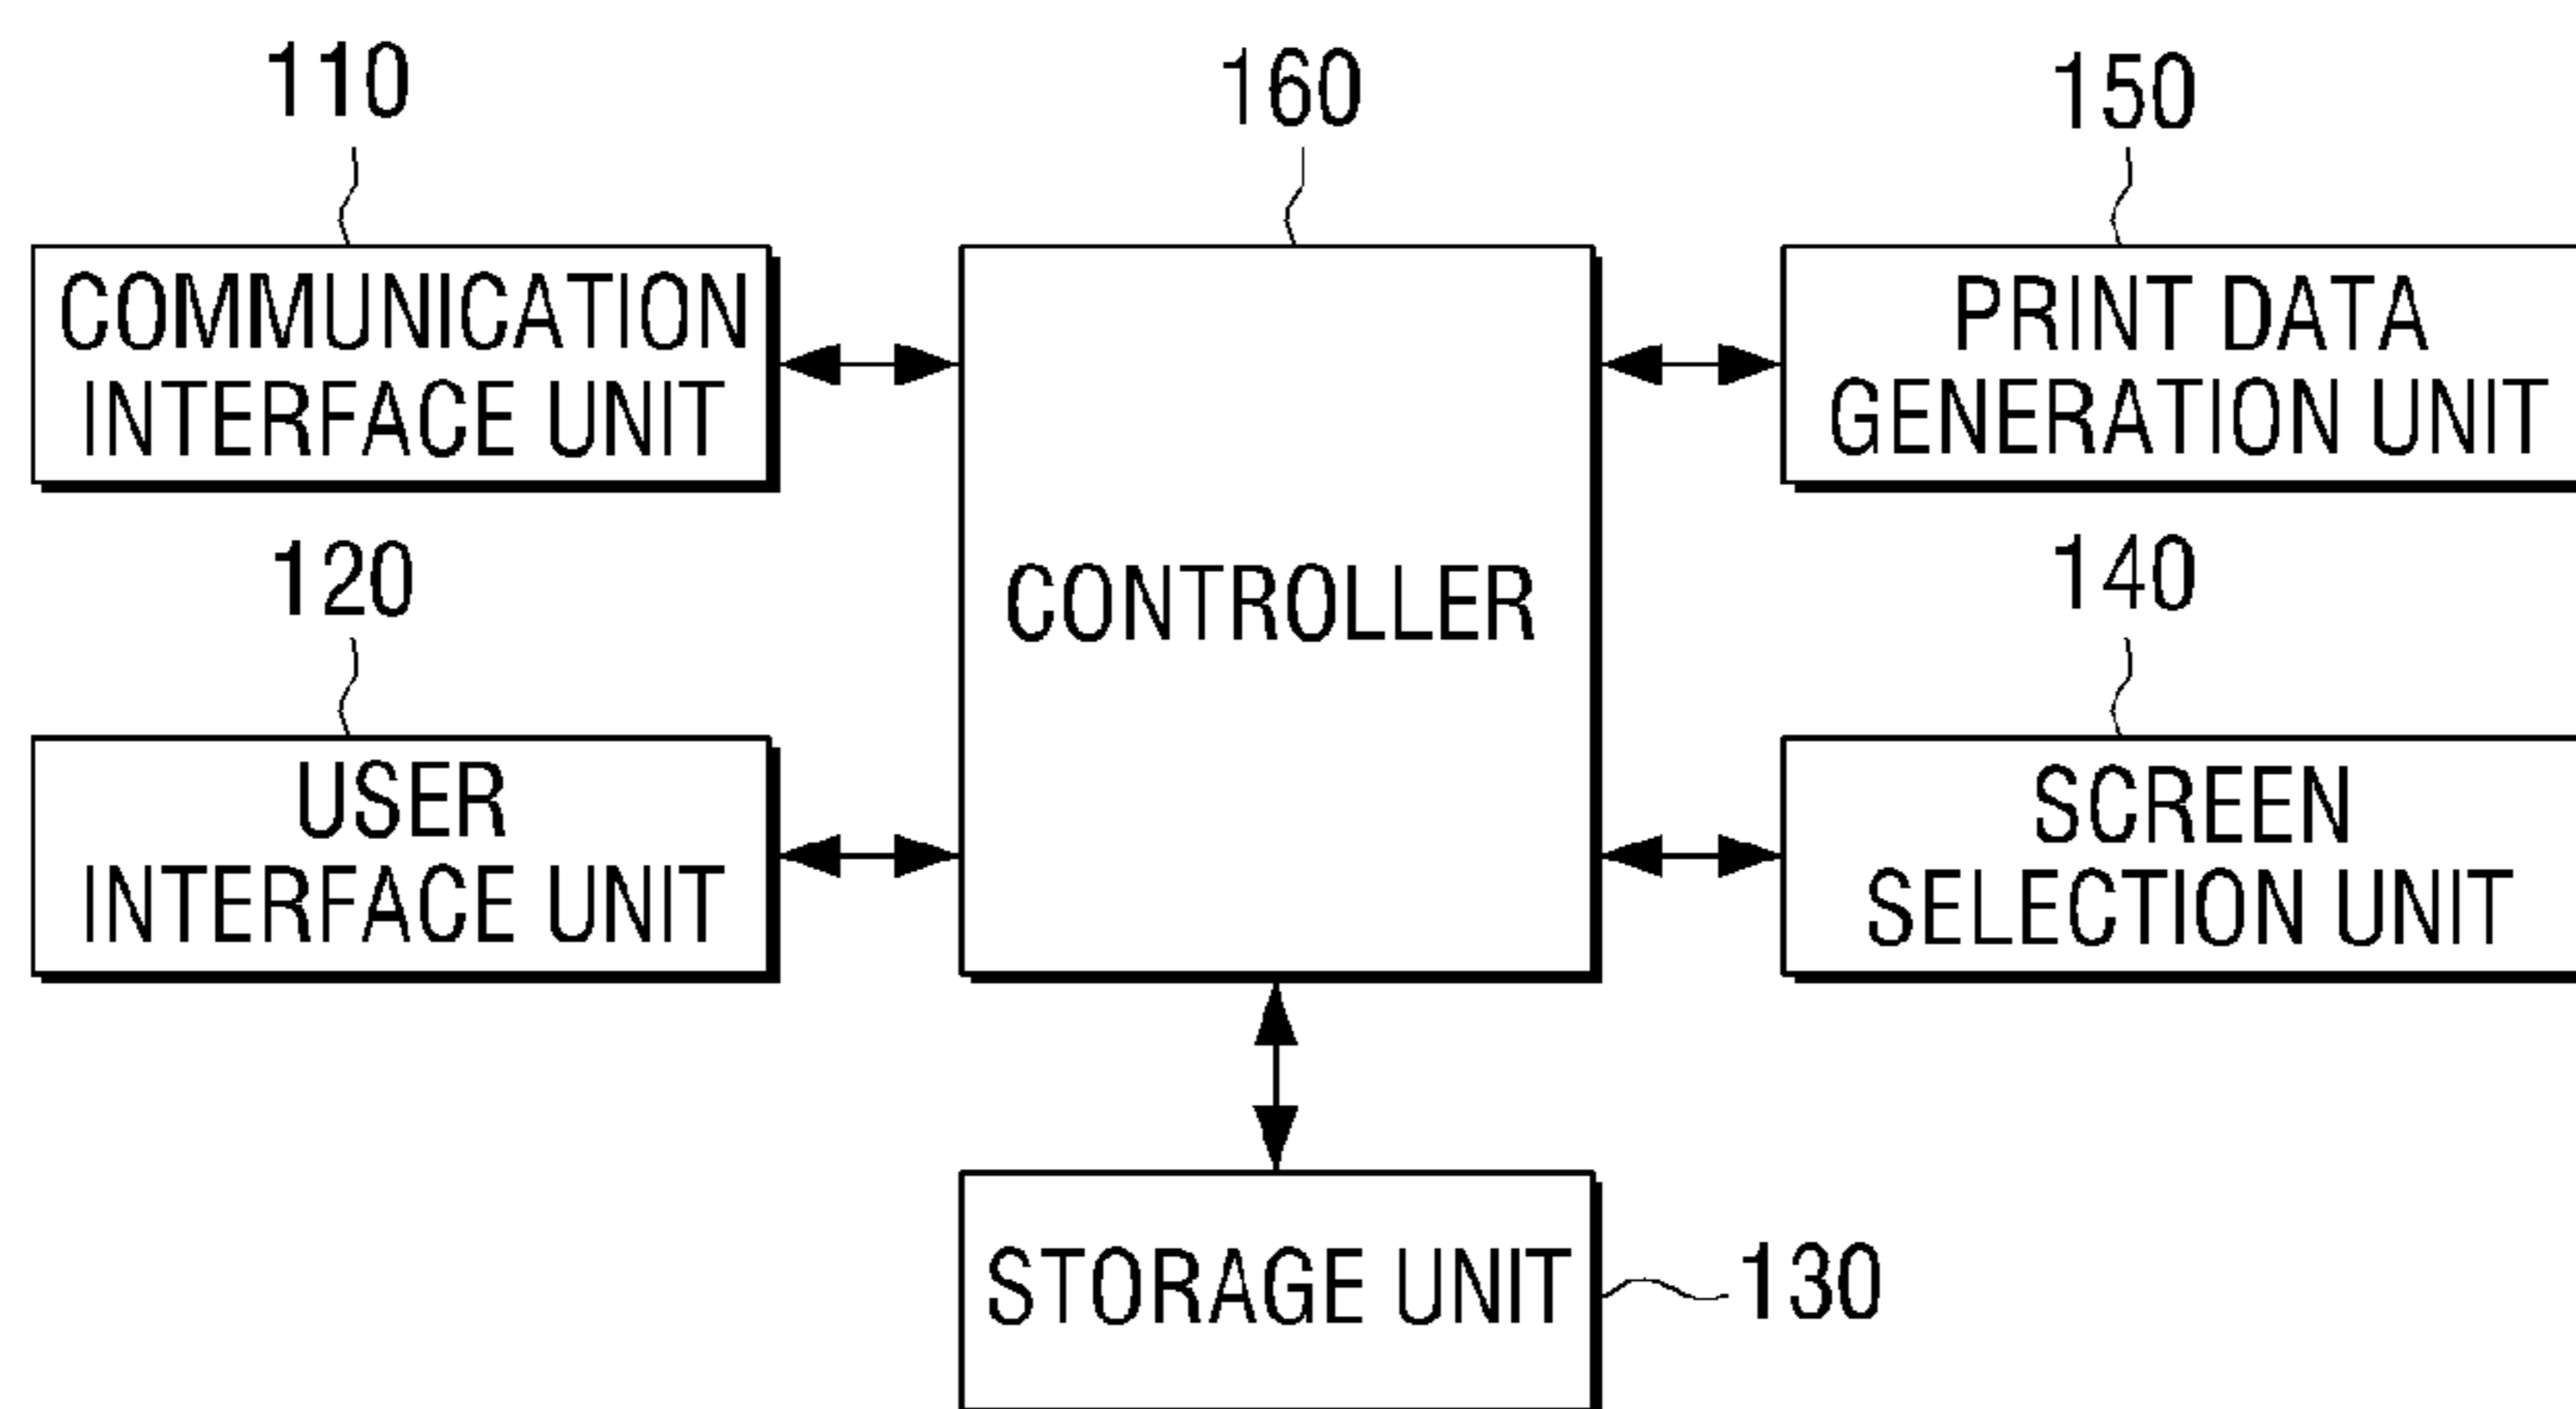 110
160
150
COMMUNICATION
INTERFACE UNIT
PRINT DATA
GENERATION UNIT
CONTROLLER
120
140
USER
INTERFACE UNIT
SCREEN
SELECTION UNIT
STORAGE UNIT
130